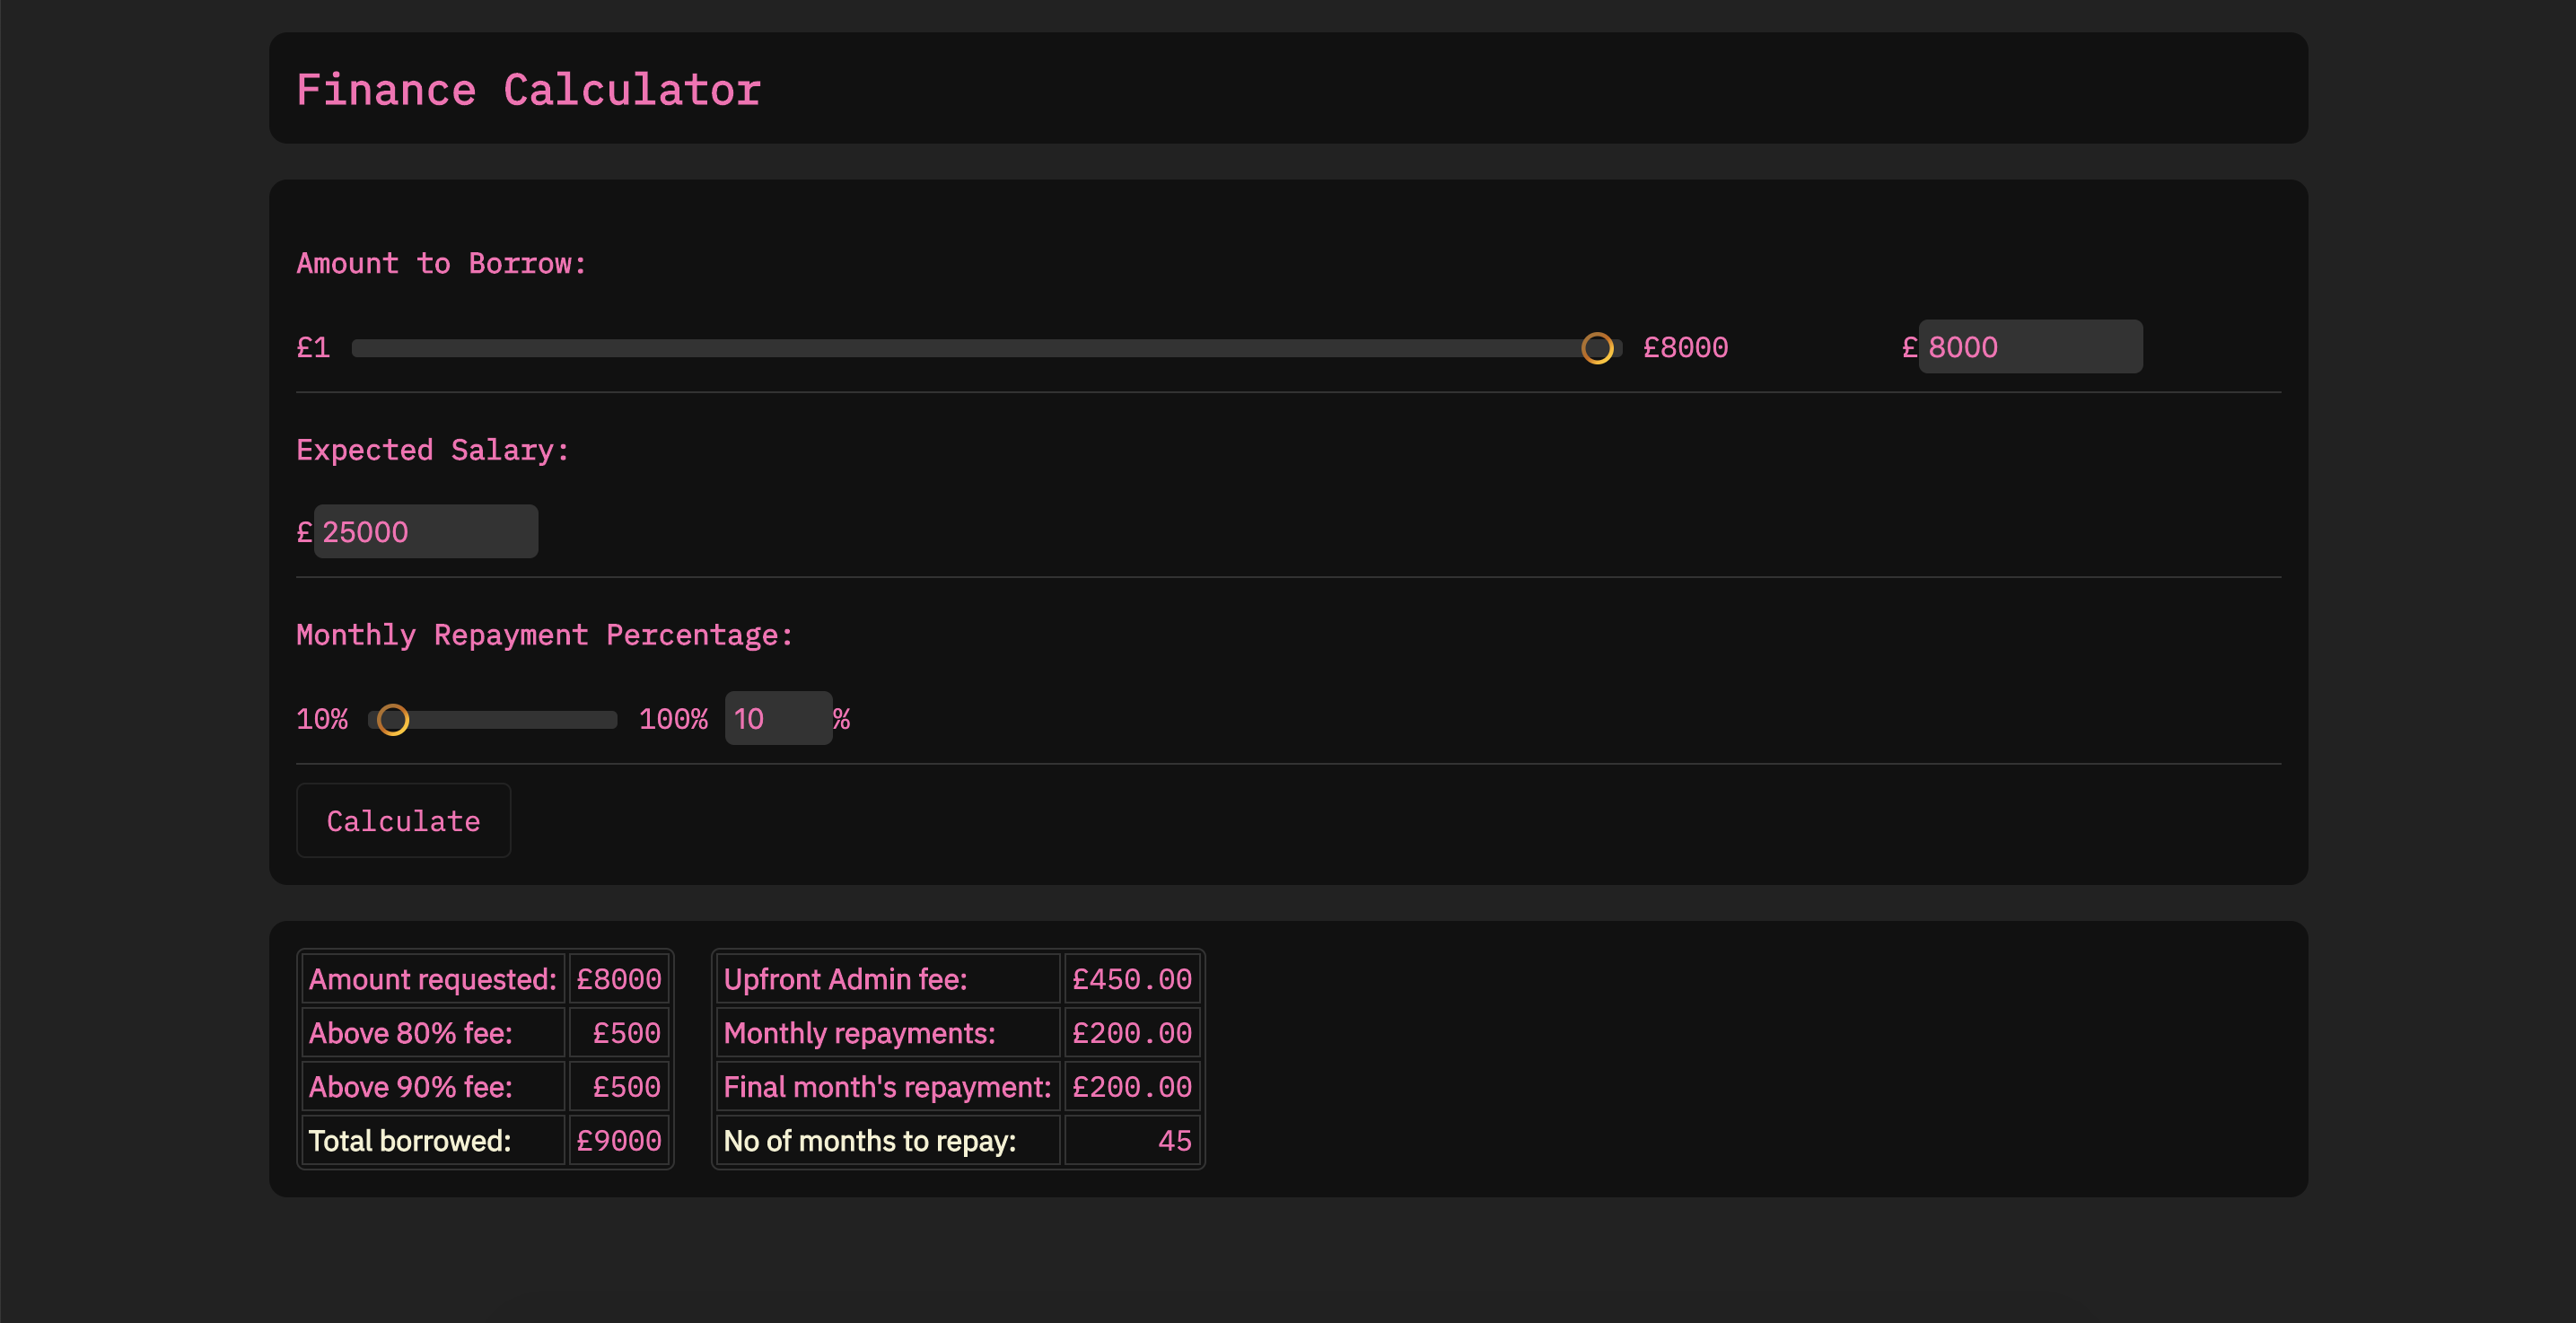 Finance Calculator
Amount to Borrow:
£1 £8000 £8000
Expected Salary:
£25000
Monthly Repayment Percentage:
10% 100% 10%
Calculate
Amount requested: £8000
Above 80% fee: £500
Above 90% fee: £500
Total borrowed: £9000
Upfront Admin fee: £450.00
Monthly repayments: £200.00
Final month's repayment: £200.00
No of months to repay: 45